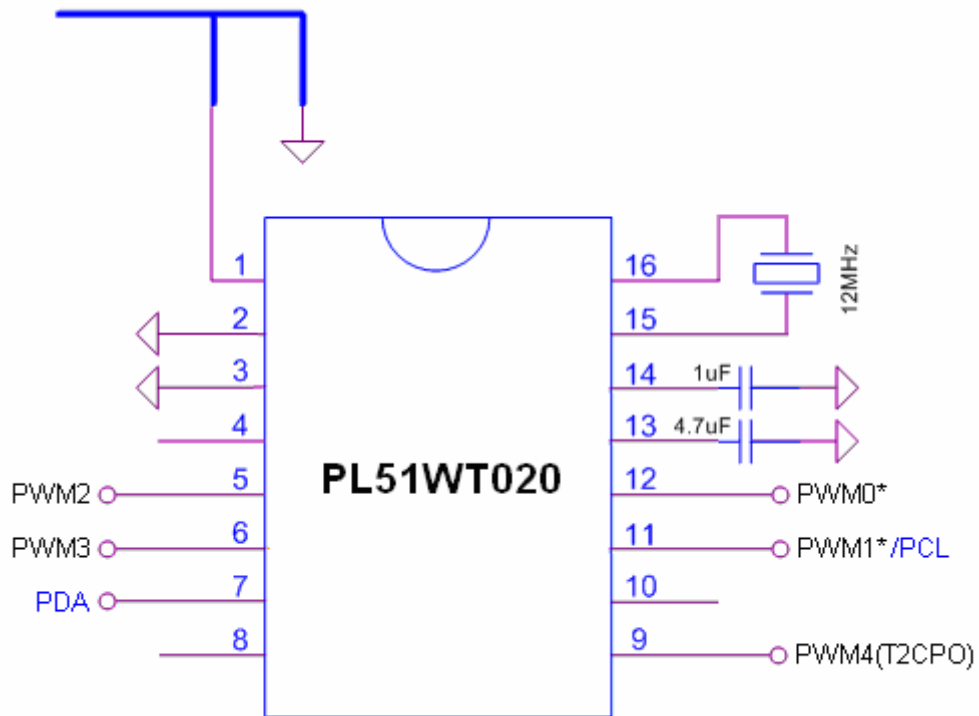 1
16
12MHz
2
15
3
14
1uF
4
13
4.7uF
PL51WT020
PWM2
5
12
PWM0*
PWM3
6
11
PWM1*/PCL
PDA
7
10
8
9
PWM4(T2CPO)